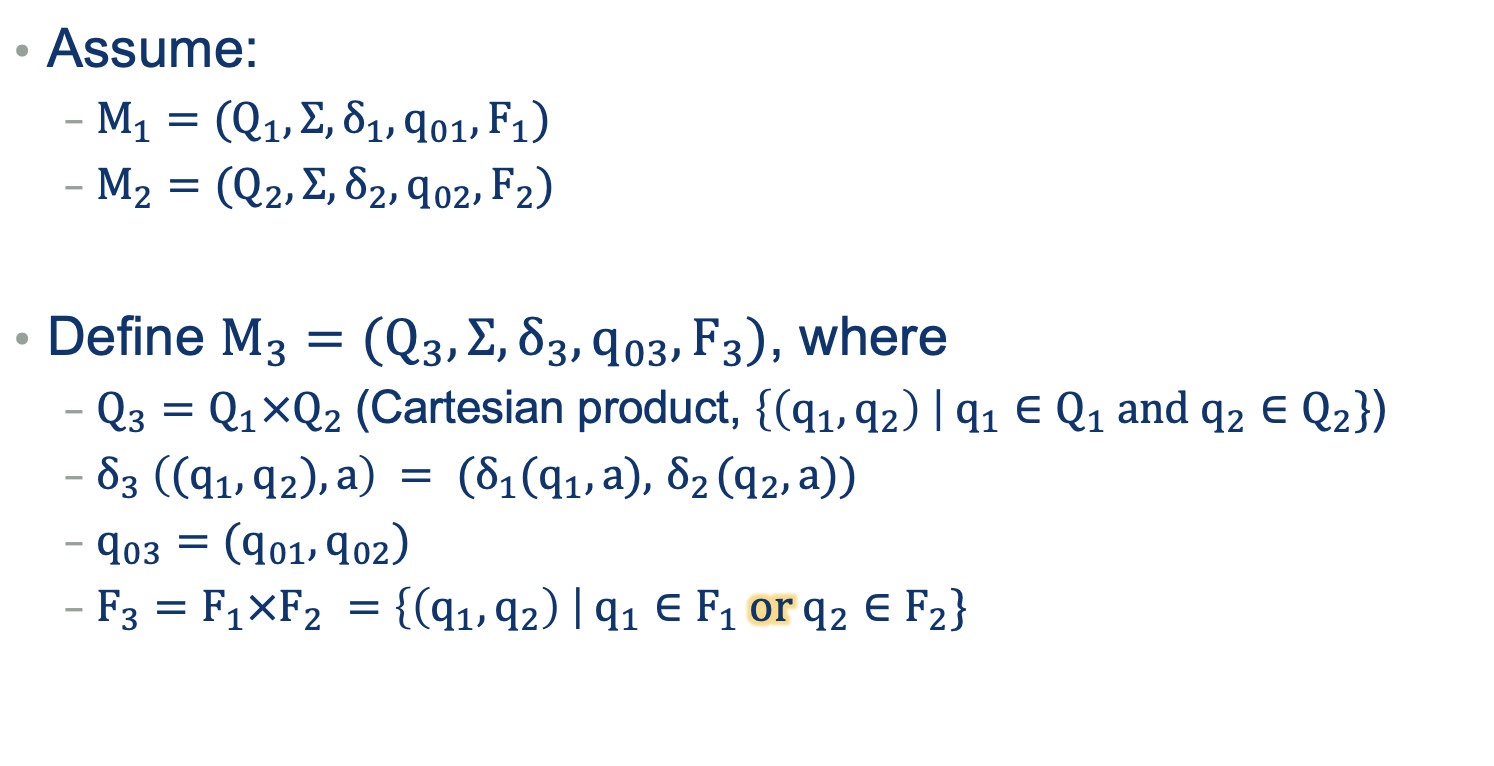 • Assume:
– M₁ = (Q₁, Σ, δ₁, q₀₁, F₁)
– M₂ = (Q₂, Σ, δ₂, q₀₂, F₂)
• Define M₃ = (Q₃, Σ, δ₃, q₀₃, F₃), where
– Q₃ = Q₁×Q₂ (Cartesian product, {(q₁, q₂) | q₁ ∈ Q₁ and q₂ ∈ Q₂})
– δ₃ ((q₁, q₂), a) = (δ₁(q₁, a), δ₂(q₂, a))
– q₀₃ = (q₀₁, q₀₂)
– F₃ = F₁×F₂ = {(q₁, q₂) | q₁ ∈ F₁ or q₂ ∈ F₂}